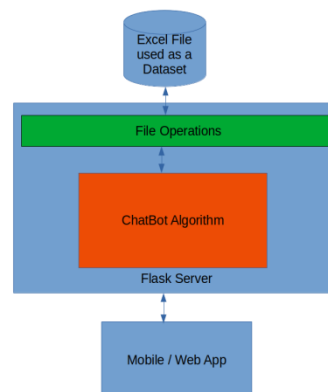 Excel File
used as a
Dataset
File Operations
ChatBot Algorithm
Flask Server
Mobile / Web App